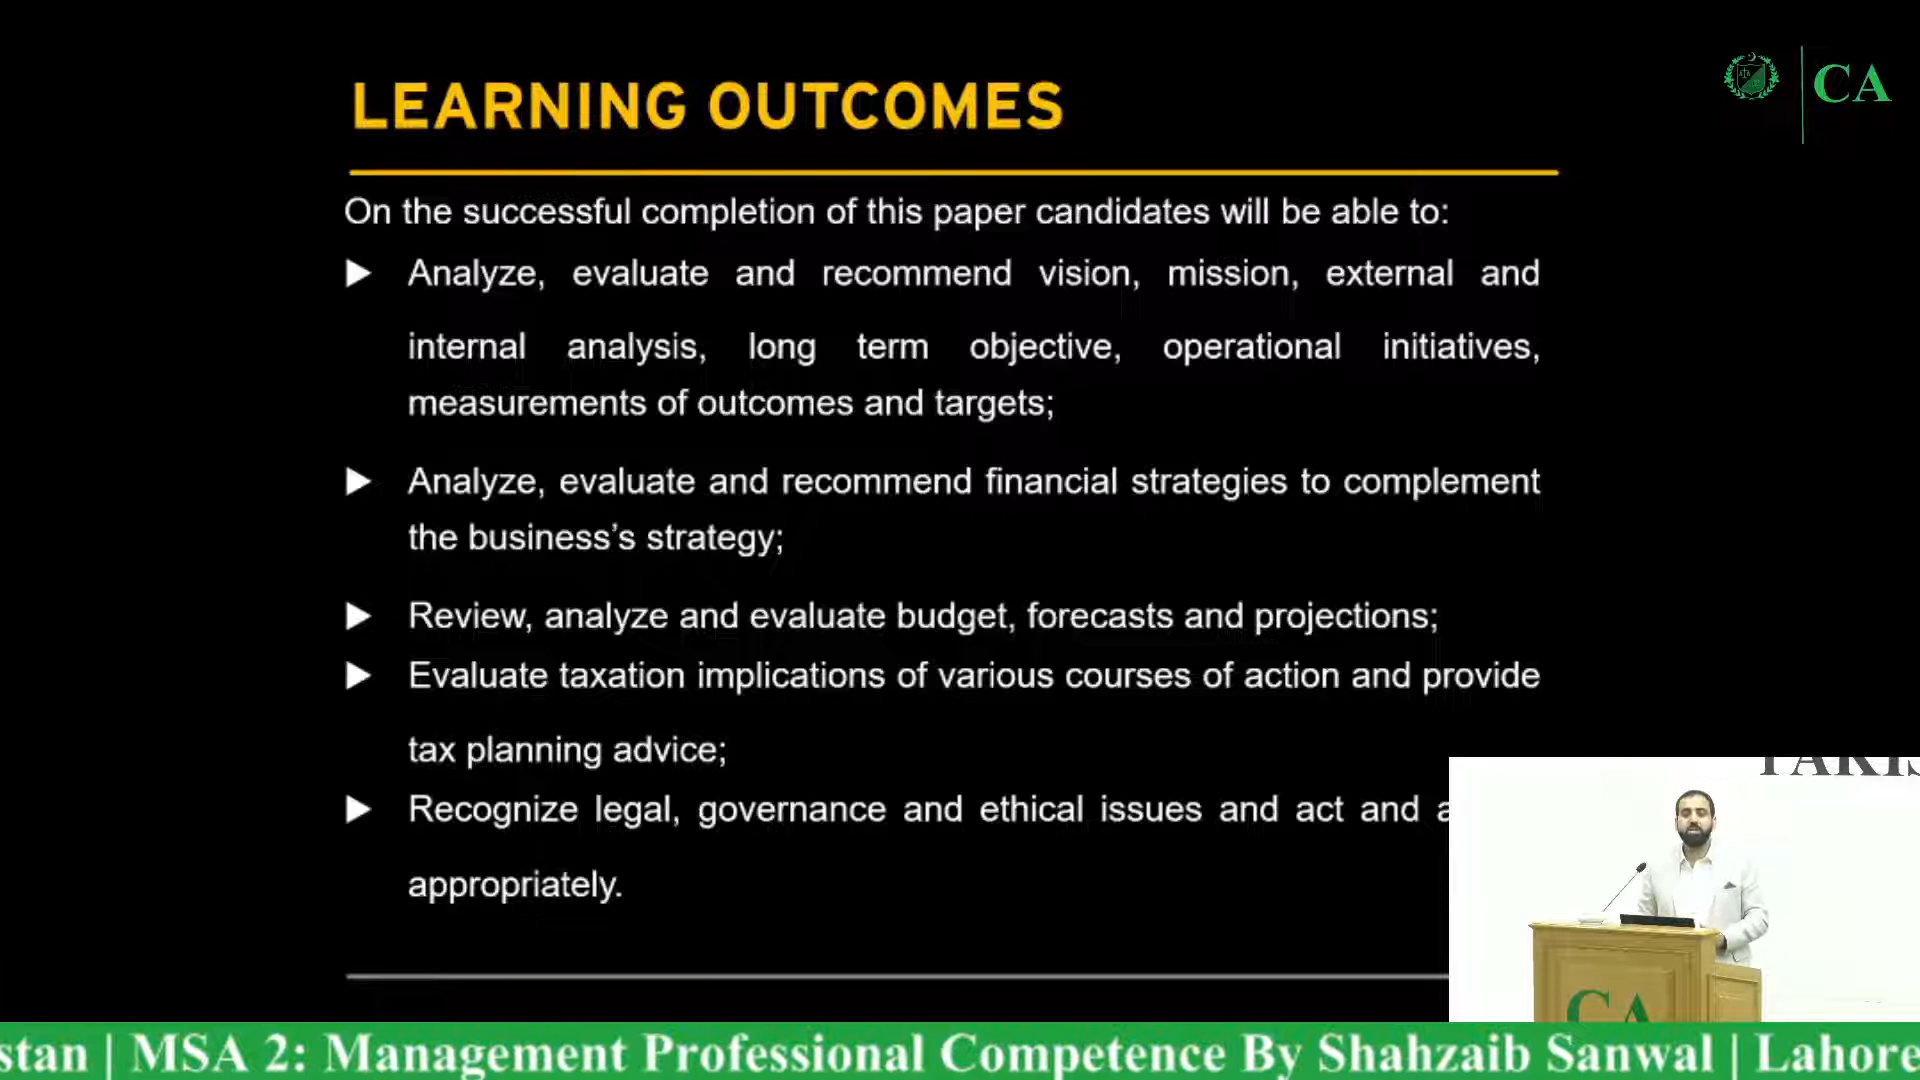 LEARNING OUTCOMES
CA
On the successful completion of this paper candidates will be able to:
Analyze, evaluate and recommend vision, mission, external and
internal analysis, long term objective, operational initiatives,
measurements of outcomes and targets;
Analyze, evaluate and recommend financial strategies to complement
the business’s strategy;
Review, analyze and evaluate budget, forecasts and projections;
Evaluate taxation implications of various courses of action and provide
tax planning advice;
Recognize legal, governance and ethical issues and act and
appropriately.
CA
stan | MSA 2: Management Professional Competence By Shahzaib Sanwal | Lahore